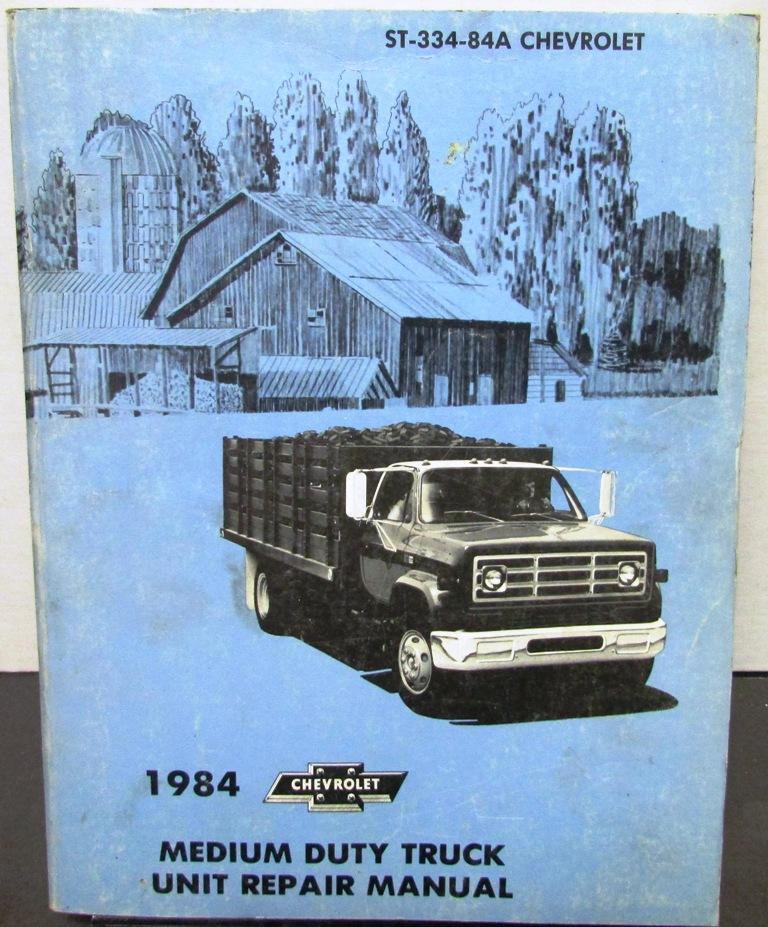 ST-334-84A CHEVROLET
1984
CHEVROLET
MEDIUM DUTY TRUCK
UNIT REPAIR MANUAL